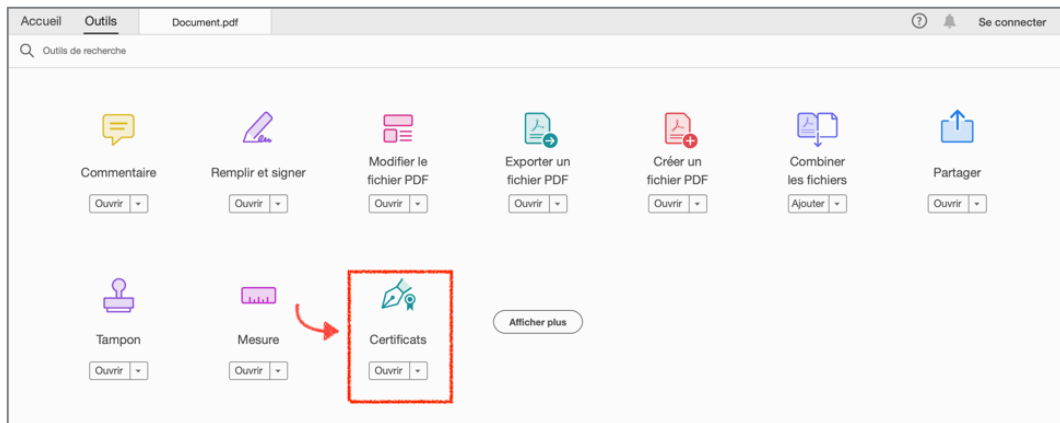 Accueil Outils Document.pdf Se connecter
Outils de recherche
Commentaire
Ouvrir
Remplir et signer
Ouvrir
Modifier le
fichier PDF
Ouvrir
Exporter un
fichier PDF
Ouvrir
Créer un
fichier PDF
Ouvrir
Combiner
les fichiers
Ajouter
Partager
Ouvrir
Tampon
Ouvrir
Mesure
Ouvrir
Certificats
Ouvrir
Afficher plus